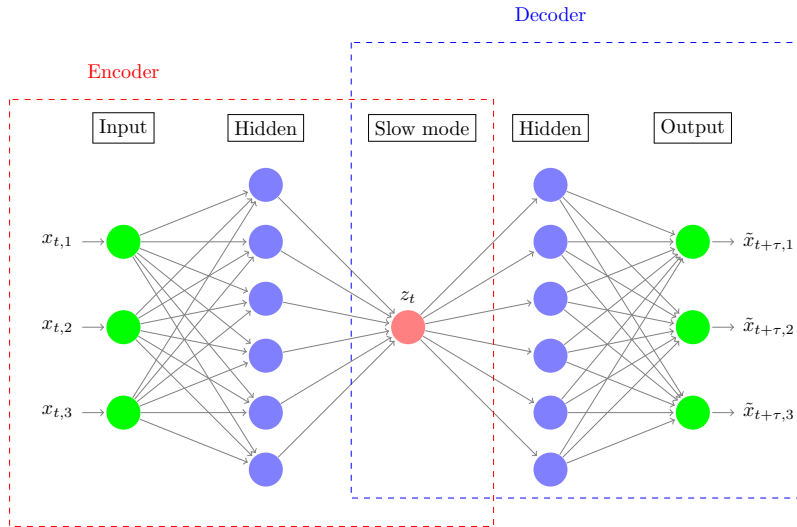 Decoder
Encoder
Input
Hidden
Slow mode
Hidden
Output
x_{t,1}
x_{t,2}
x_{t,3}
z_t
x̃_{t+τ,1}
x̃_{t+τ,2}
x̃_{t+τ,3}